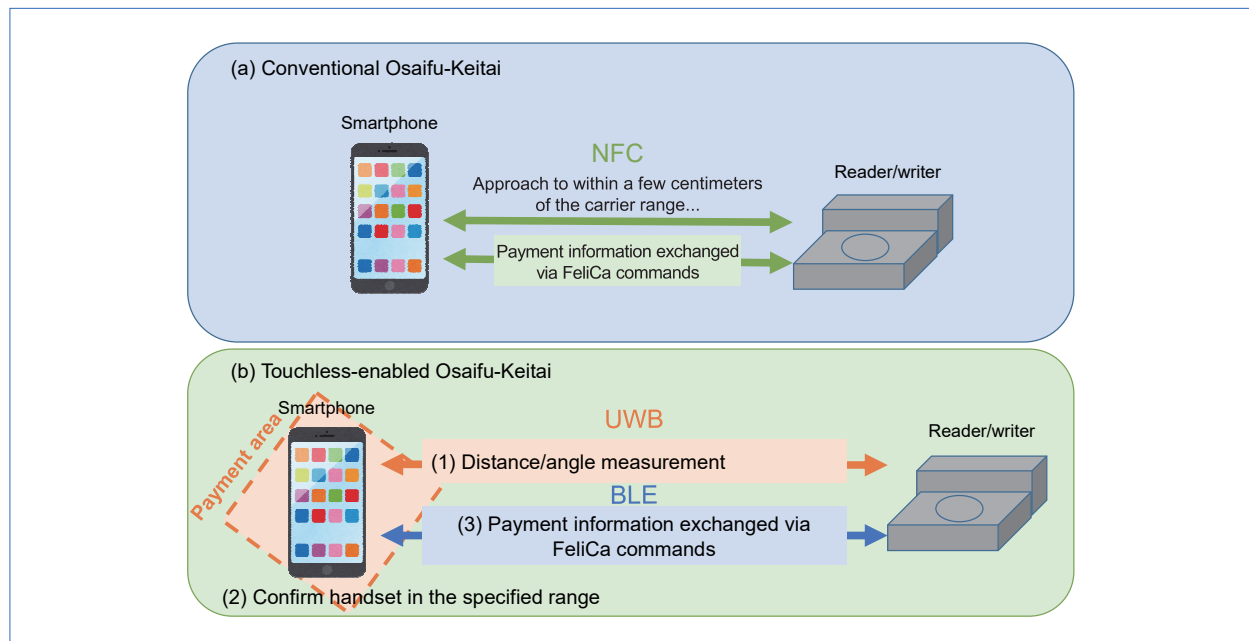 (a) Conventional Osaifu-Keitai
Smartphone
NFC
Reader/writer
Approach to within a few centimeters
of the carrier range...
Payment information exchanged
via FeliCa commands
(b) Touchless-enabled Osaifu-Keitai
Smartphone
Payment area
UWB
Reader/writer
(1) Distance/angle measurement
BLE
(3) Payment information exchanged via
FeliCa commands
(2) Confirm handset in the specified range